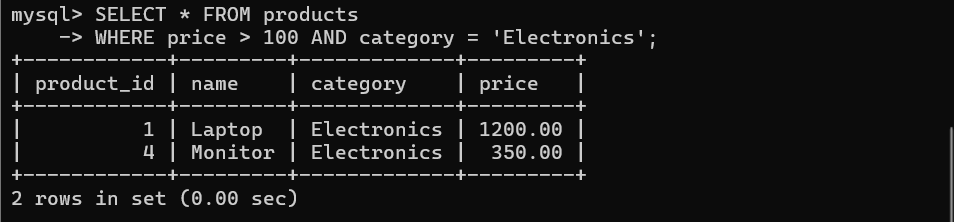 mysql> SELECT * FROM products
    -> WHERE price > 100 AND category = 'Electronics';
+------------+---------+-------------+---------+
| product_id | name    | category    | price   |
+------------+---------+-------------+---------+
|          1 | Laptop  | Electronics | 1200.00 |
|          4 | Monitor | Electronics |  350.00 |
+------------+---------+-------------+---------+
2 rows in set (0.00 sec)